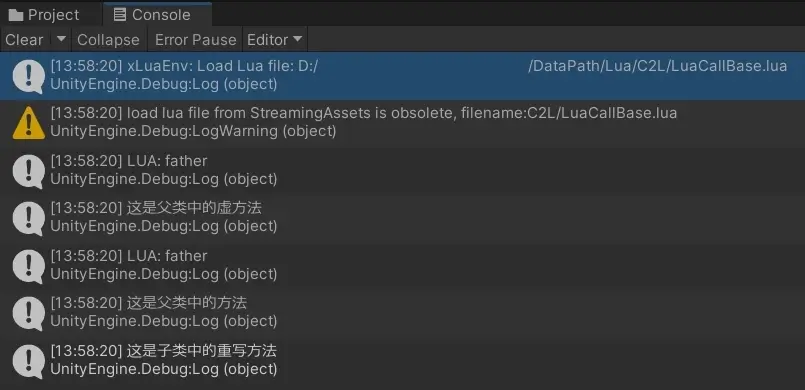 Project Console
Clear Collapse Error Pause Editor
[13:58:20] xLuaEnv: Load Lua file: D:/ /DataPath/Lua/C2L/LuaCallBase.lua
UnityEngine.Debug:Log (object)
[13:58:20] load lua file from StreamingAssets is obsolete, filename:C2L/LuaCallBase.lua
UnityEngine.Debug:LogWarning (object)
[13:58:20] LUA: father
UnityEngine.Debug:Log (object)
[13:58:20] 这是父类中的虚方法
UnityEngine.Debug:Log (object)
[13:58:20] LUA: father
UnityEngine.Debug:Log (object)
[13:58:20] 这是父类中的方法
UnityEngine.Debug:Log (object)
[13:58:20] 这是子类中的重写方法
UnityEngine.Debug:Log (object)